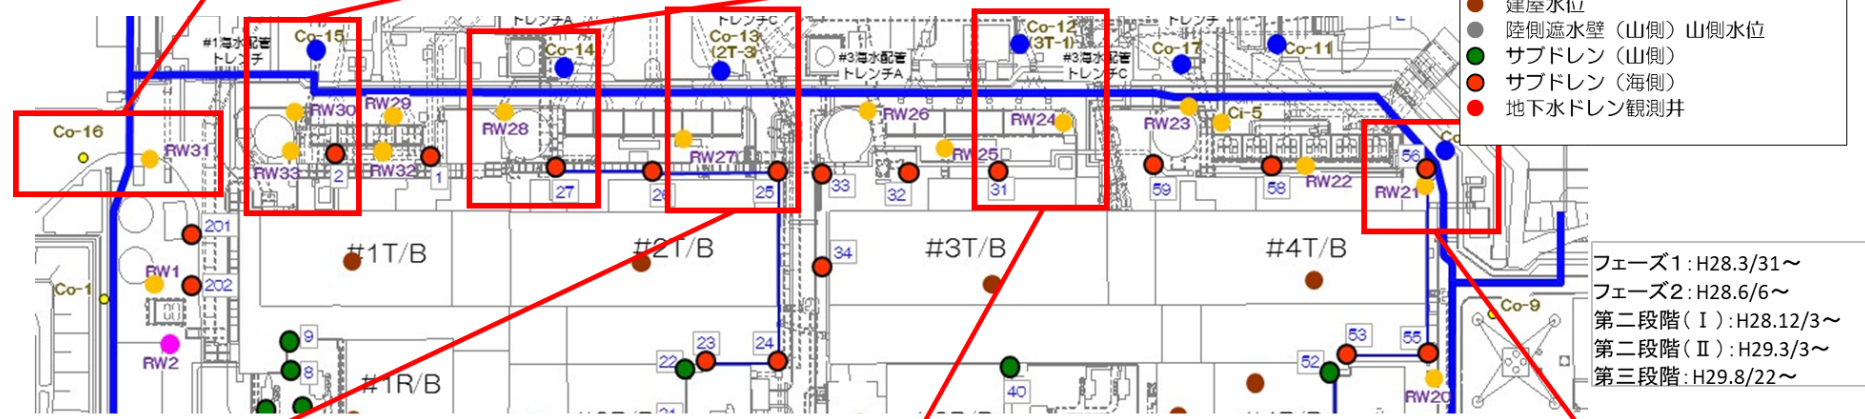 建屋水位
陸側遮水壁（山側）山側水位
サブドレン（山側）
サブドレン（海側）
地下水ドレン観測井
トレンチA
トレンチC
トレンチ
#1海水配管
トレンチ
Co-15
Co-14
Co-13
(2T-3)
#3海水配管
トレンチA
Co-12
(3T-1)
#3海水配管
トレンチC
Co-17
Co-11
Co-16
RW31
RW30
RW29
RW28
RW26
RW24
RW23
Ci-5
RW33
2
RW32
1
27
26
RW27
25
33
32
RW25
31
59
58
RW22
56
RW21
201
#1T/B
#2T/B
34
#3T/B
#4T/B
RW1
202
Co-1
Co-9
フェーズ1：H28.3/31～
フェーズ2：H28.6/6～
第二段階（Ⅰ）：H28.12/3～
第二段階（Ⅱ）：H29.3/3～
第三段階：H29.8/22～
RW2
9
8
#1R/B
22
23
24
40
52
53
55
RW20